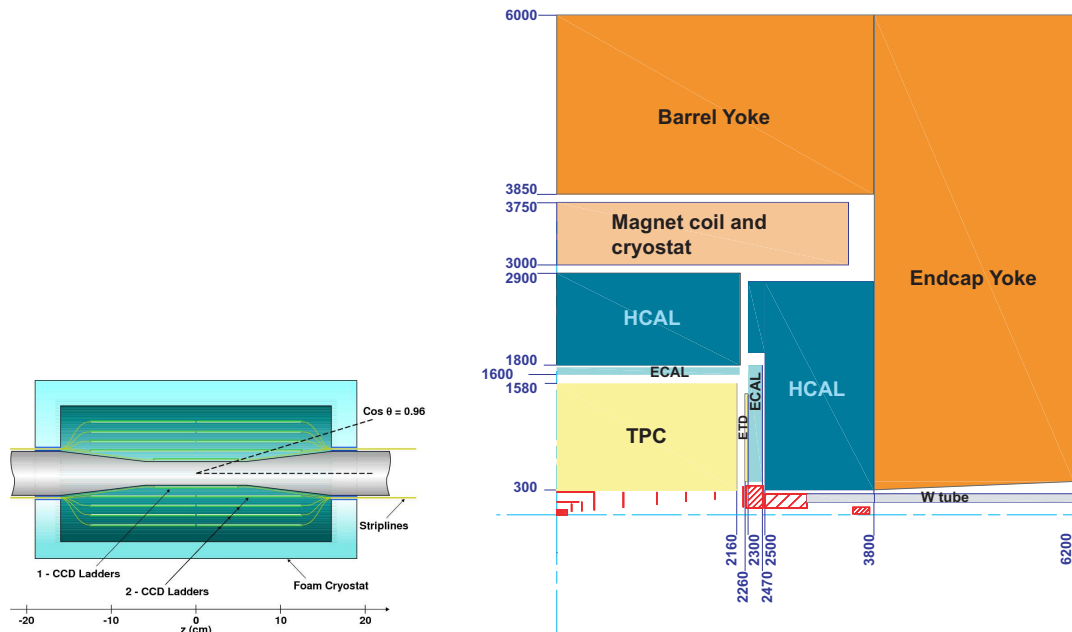 Cos θ = 0.96
Striplines
1 - CCD Ladders
2 - CCD Ladders
Foam Cryostat
-20
-10
0
10
20
z (cm)
6000
Barrel Yoke
3850
3750
Magnet coil and
cryostat
3000
2900
Endcap Yoke
HCAL
1800
ECAL
1600
1580
TPC
ETD
ECAL
HCAL
300
W tube
2160
2260
2300
2470
2500
3800
6200